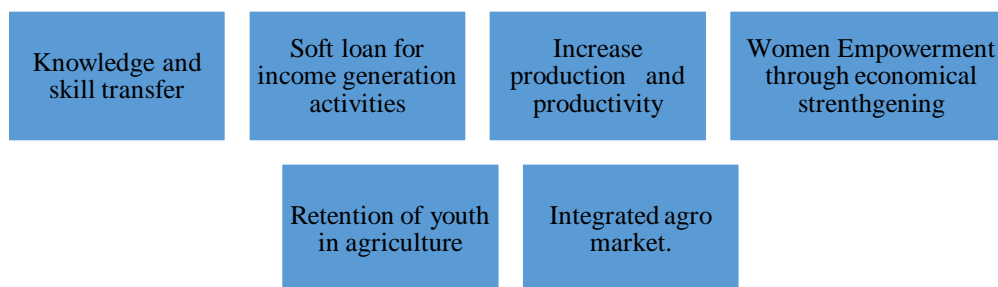 Knowledge and
skill transfer
Soft loan for
income generation
activities
Increase
production and
productivity
Women Empowerment
through economical
strenthgening
Retention of youth
in agriculture
Integrated agro
market.